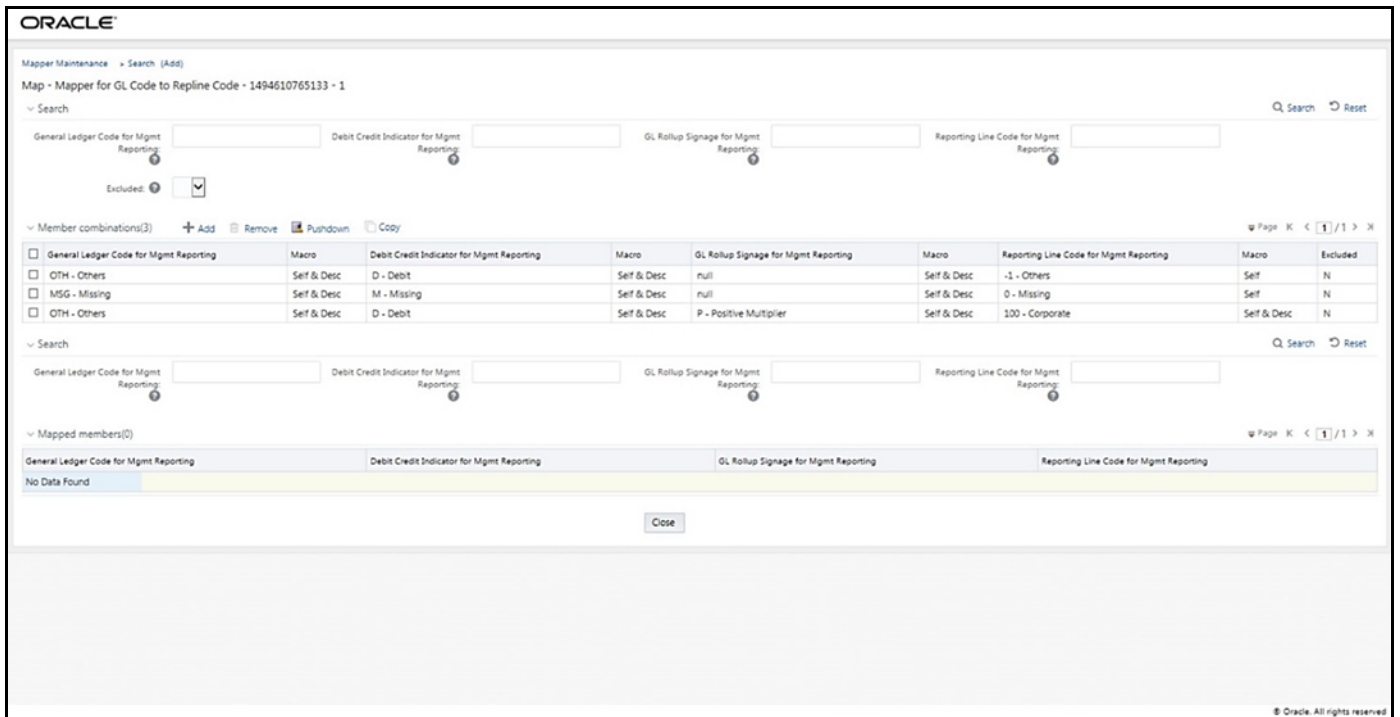 ORACLE
Mapper Maintenance » Search (Add)
Map - Mapper for GL Code to Repline Code - 1494610765133 - 1
Search
Search Reset
General Ledger Code for Mgmt Reporting:
Debit Credit Indicator for Mgmt Reporting:
GL Rollup Signage for Mgmt Reporting:
Reporting Line Code for Mgmt Reporting:
Excluded:
Member combinations(3) Add Remove Pushdown Copy Page 1 / 1
General Ledger Code for Mgmt Reporting Macro Debit Credit Indicator for Mgmt Reporting Macro GL Rollup Signage for Mgmt Reporting Macro Reporting Line Code for Mgmt Reporting Macro Excluded
OTH - Others Self & Desc D - Debit Self & Desc null Self & Desc -1 - Others Self N
MSG - Missing Self & Desc M - Missing Self & Desc null Self & Desc 0 - Missing Self N
OTH - Others Self & Desc D - Debit Self & Desc P - Positive Multiplier Self & Desc 100 - Corporate Self & Desc N
Search
Search Reset
General Ledger Code for Mgmt Reporting:
Debit Credit Indicator for Mgmt Reporting:
GL Rollup Signage for Mgmt Reporting:
Reporting Line Code for Mgmt Reporting:
Mapped members(0) Page 1 / 1
General Ledger Code for Mgmt Reporting Debit Credit Indicator for Mgmt Reporting GL Rollup Signage for Mgmt Reporting Reporting Line Code for Mgmt Reporting
No Data Found
Close
© Oracle. All rights reserved